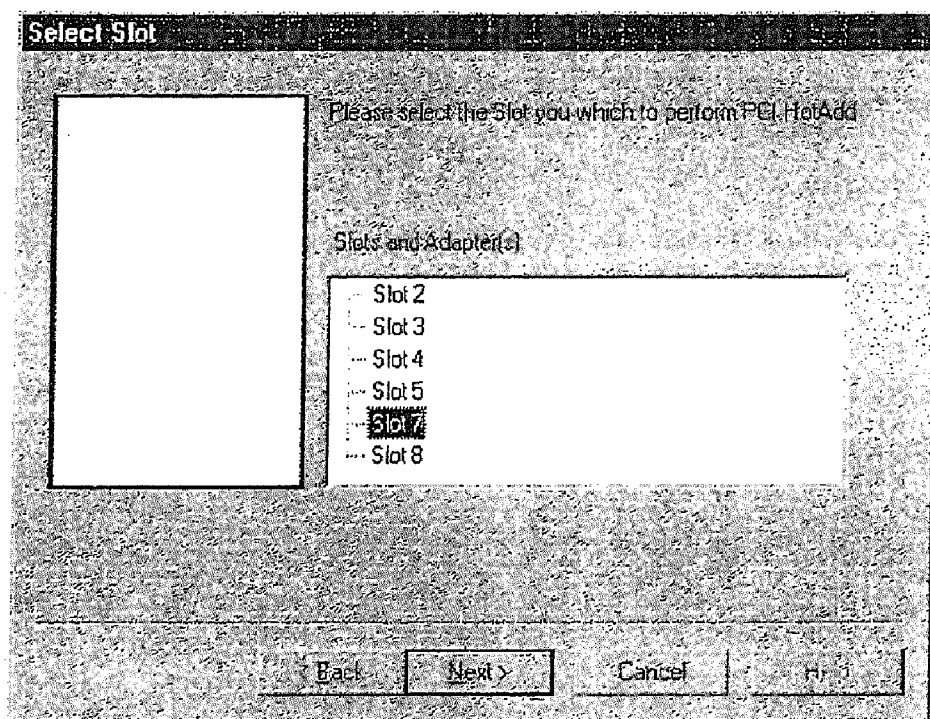 Select Slot
Please select the Slot you which to perform PCI HotAdd
Slots and Adapter(s)
Slot 2
Slot 3
Slot 4
Slot 5
Slot 7
Slot 8
< Back
Next >
Cancel